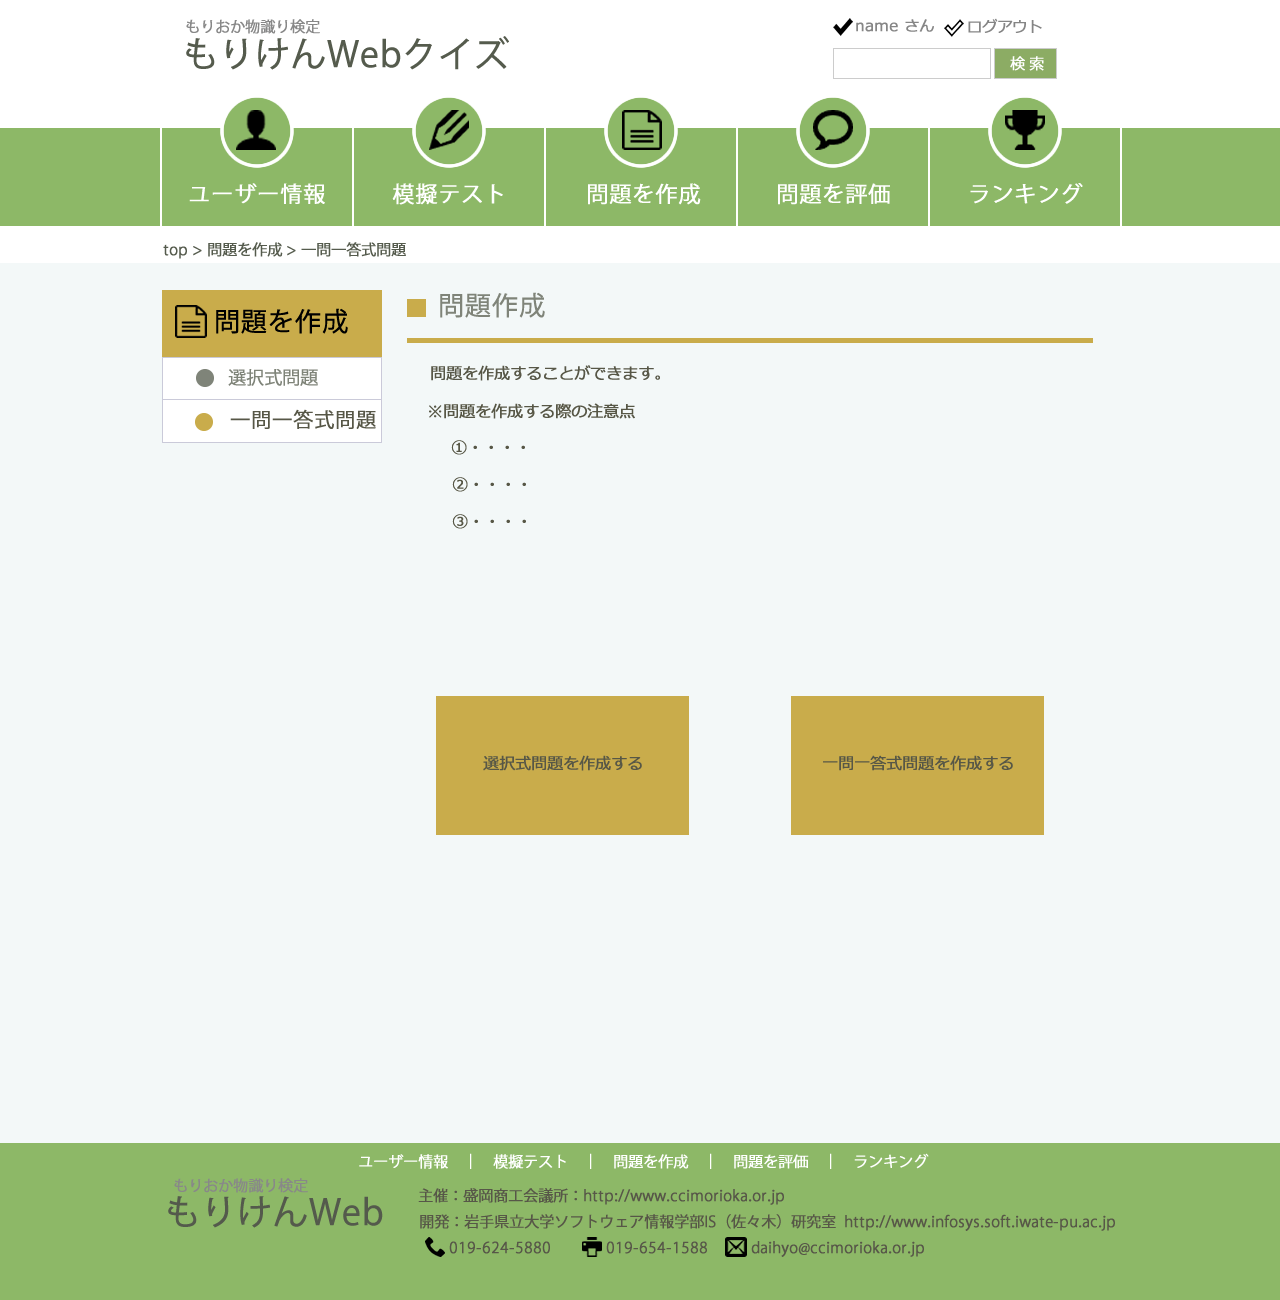 もりおか物識り検定
もりけんWebクイズ
name さん ログアウト
検 索
ユーザー情報 模擬テスト 問題を作成 問題を評価 ランキング
top > 問題を作成 > 一問一答式問題
問題を作成
選択式問題
一問一答式問題
問題作成
問題を作成することができます。
※問題を作成する際の注意点
①・・・・
②・・・・
③・・・・
選択式問題を作成する 一問一答式問題を作成する
ユーザー情報 | 模擬テスト | 問題を作成 | 問題を評価 | ランキング
もりおか物識り検定
もりけんWeb
主催：盛岡商工会議所：http://www.ccimorioka.or.jp
開発：岩手県立大学ソフトウェア情報学部IS（佐々木）研究室 http://www.infosys.soft.iwate-pu.ac.jp
019-624-5880 019-654-1588 daihyo@ccimorioka.or.jp